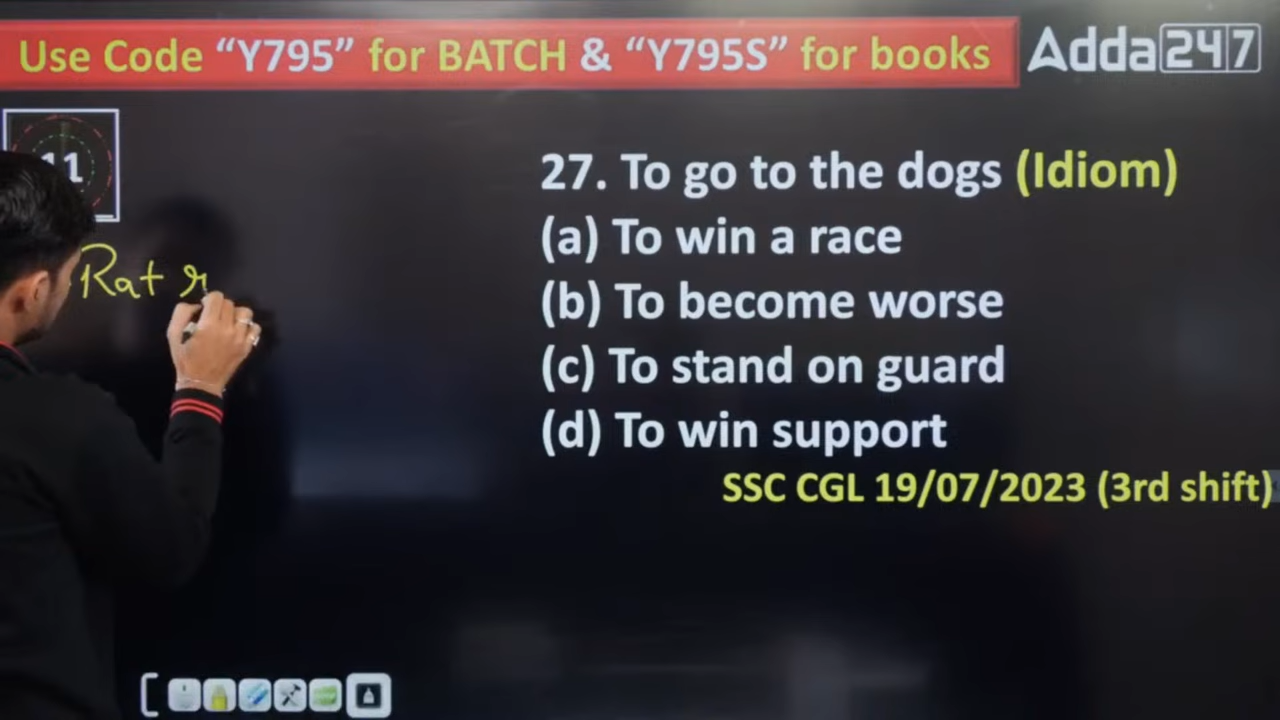 Use Code “Y795” for BATCH & “Y795S” for books
Adda247
11
Rat r
27. To go to the dogs (Idiom)
(a) To win a race
(b) To become worse
(c) To stand on guard
(d) To win support
SSC CGL 19/07/2023 (3rd shift)